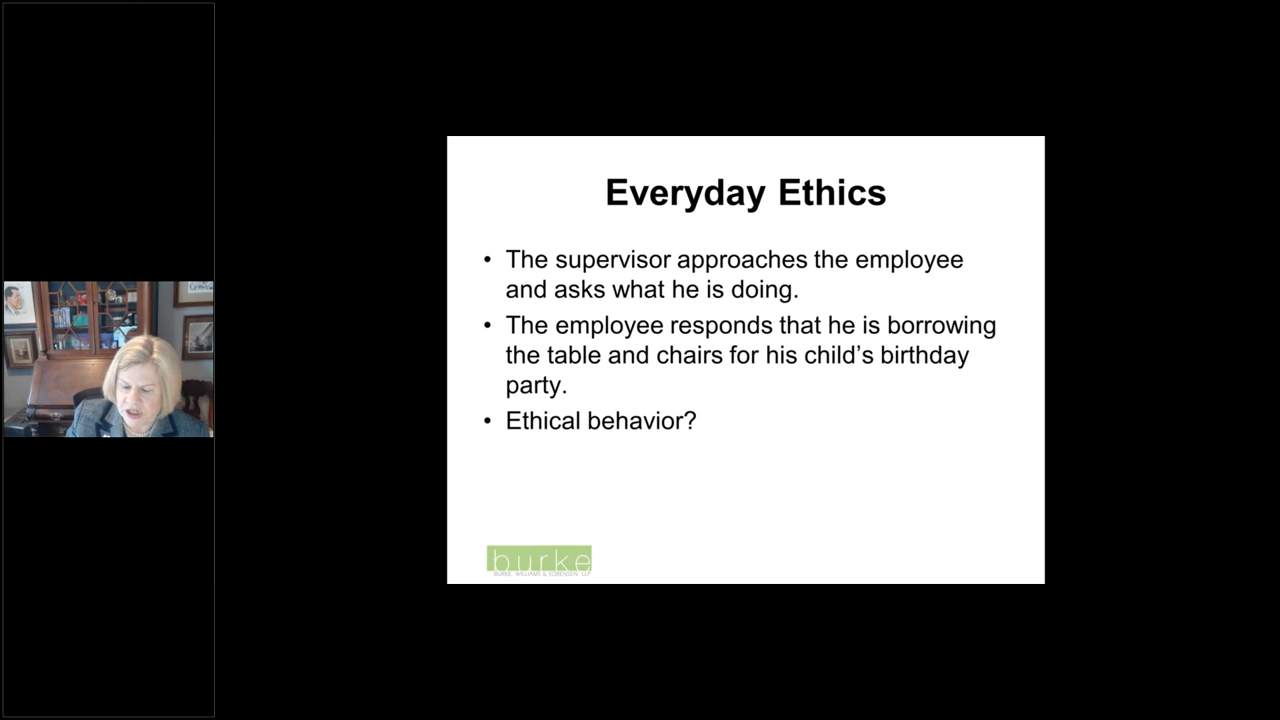 Everyday Ethics
• The supervisor approaches the employee
and asks what he is doing.
• The employee responds that he is borrowing
the table and chairs for his child’s birthday
party.
• Ethical behavior?
burke
BURKE, WILLIAMS & SORENSEN, LLP